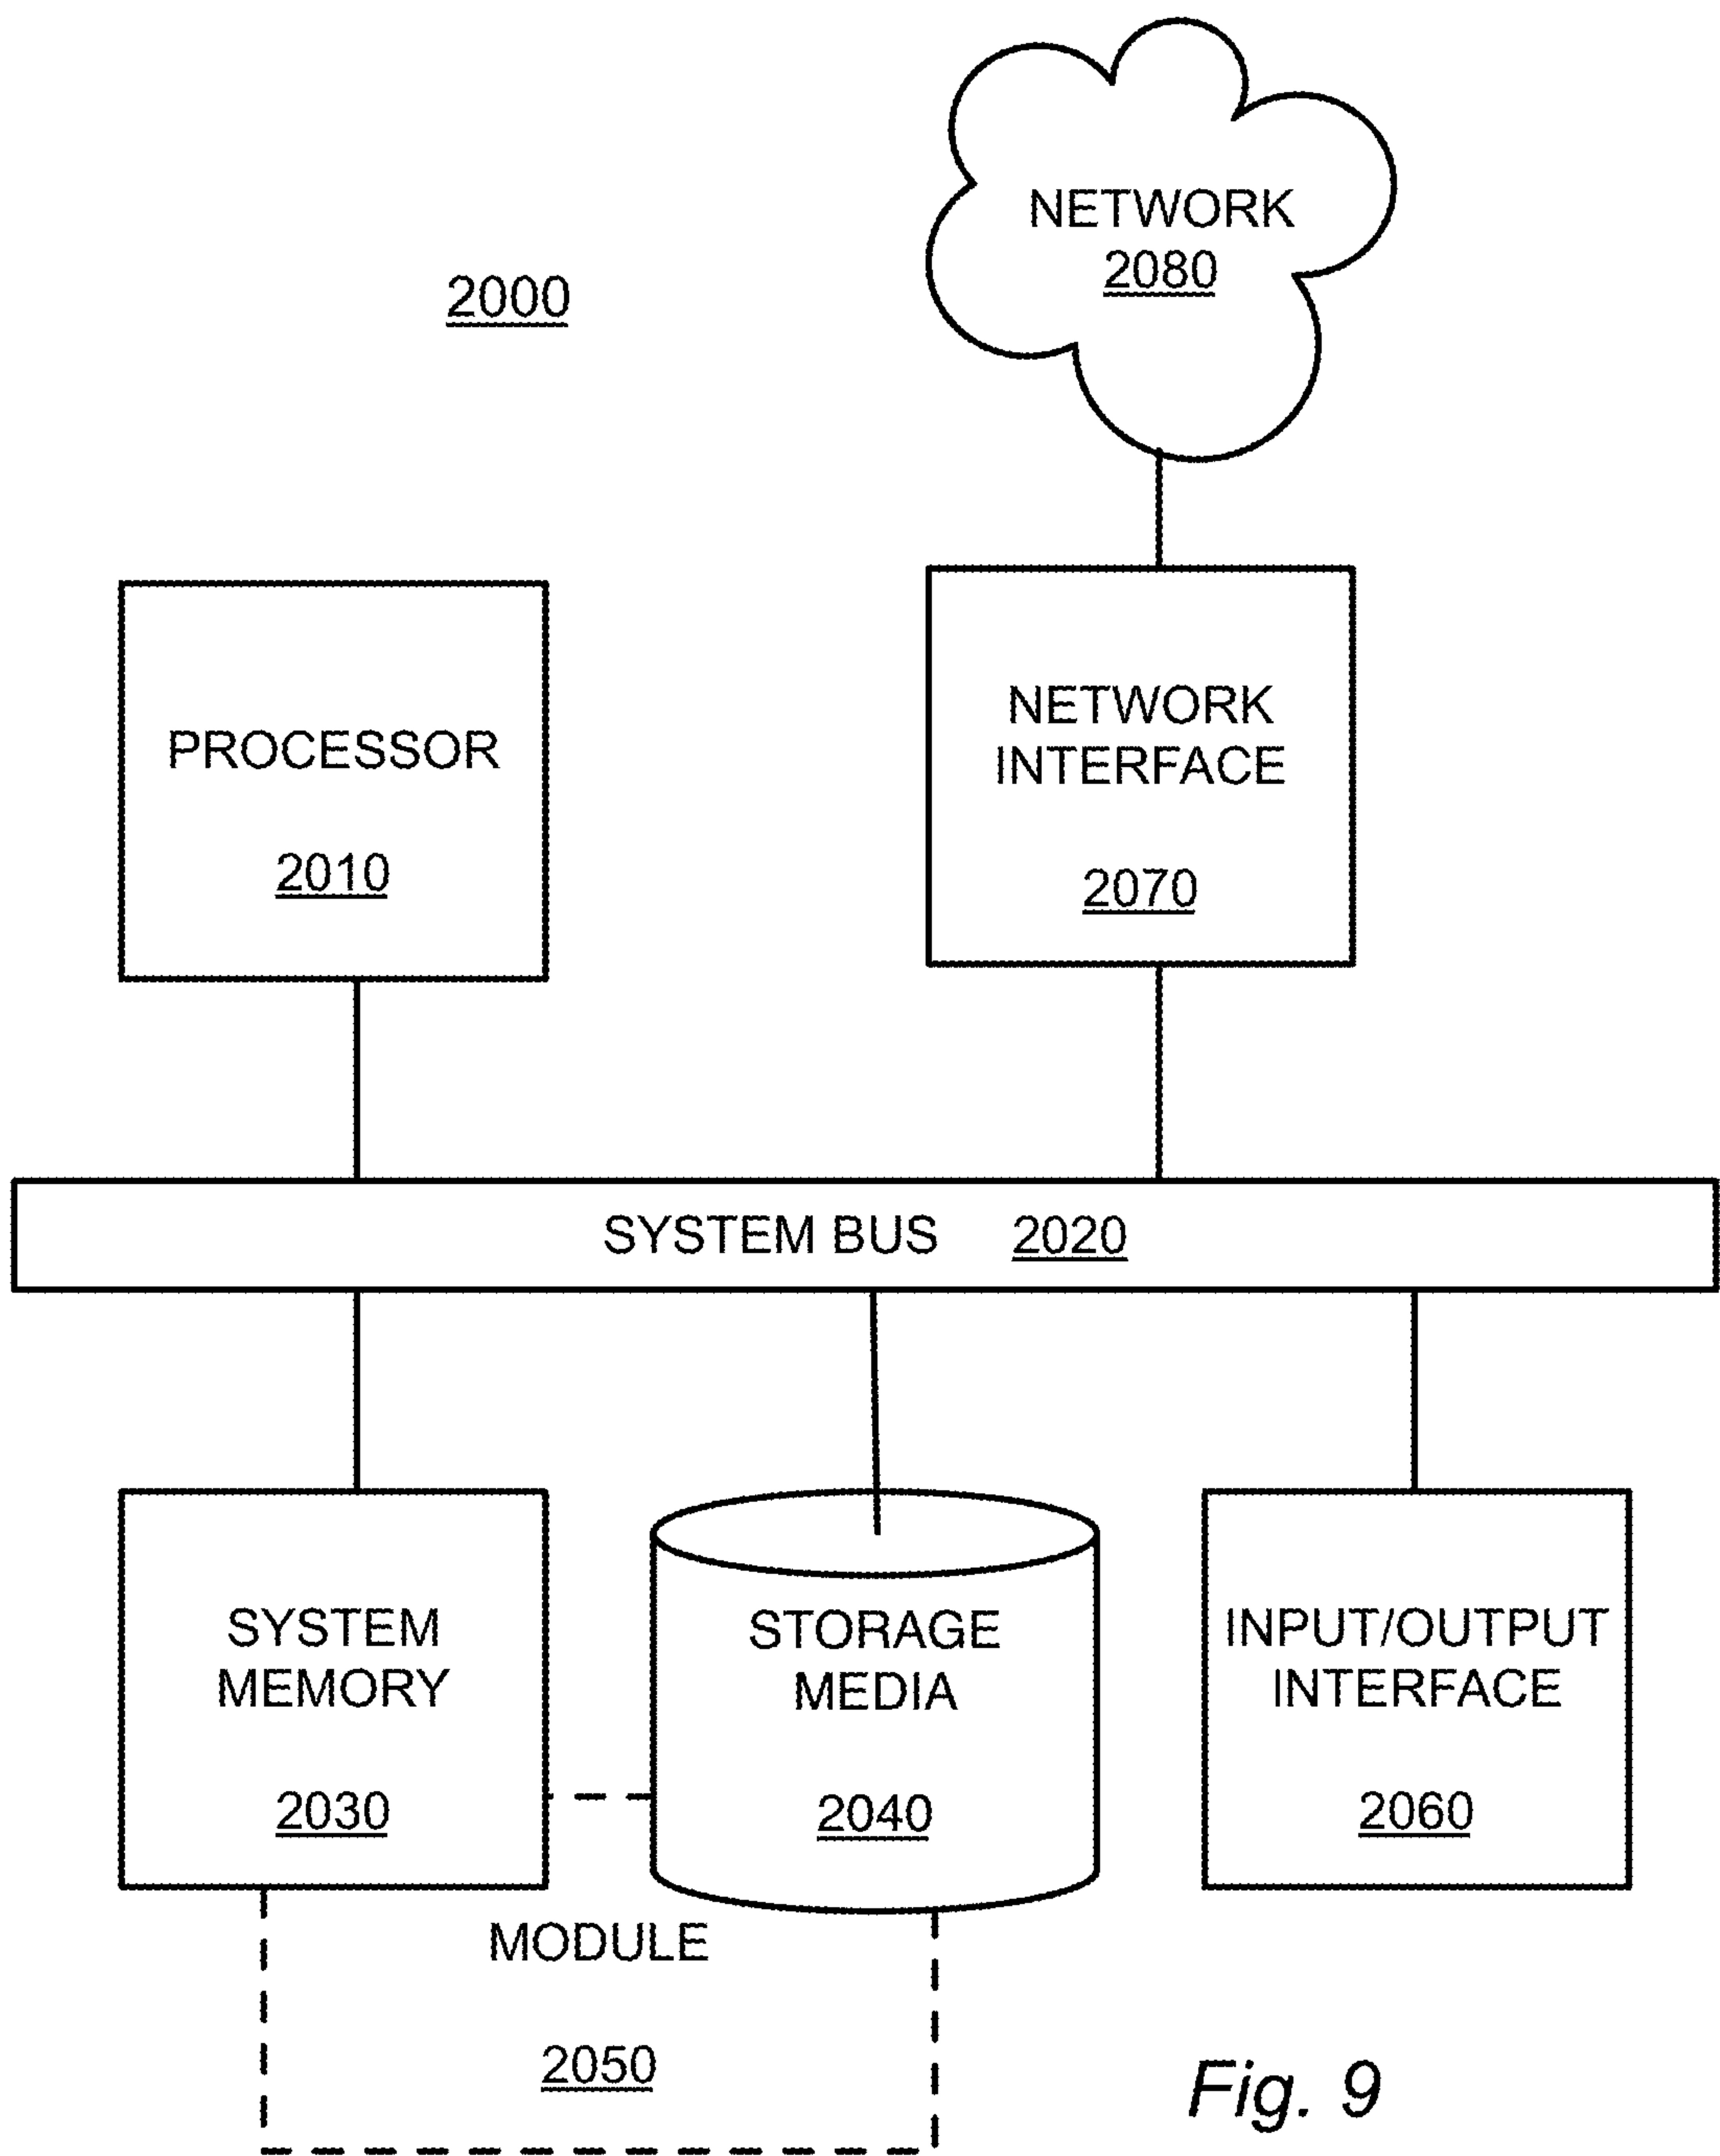 NETWORK
2080
2000
PROCESSOR
2010
NETWORK
INTERFACE
2070
SYSTEM BUS 2020
SYSTEM
MEMORY
2030
STORAGE
MEDIA
2040
INPUT/OUTPUT
INTERFACE
2060
MODULE
2050
Fig. 9